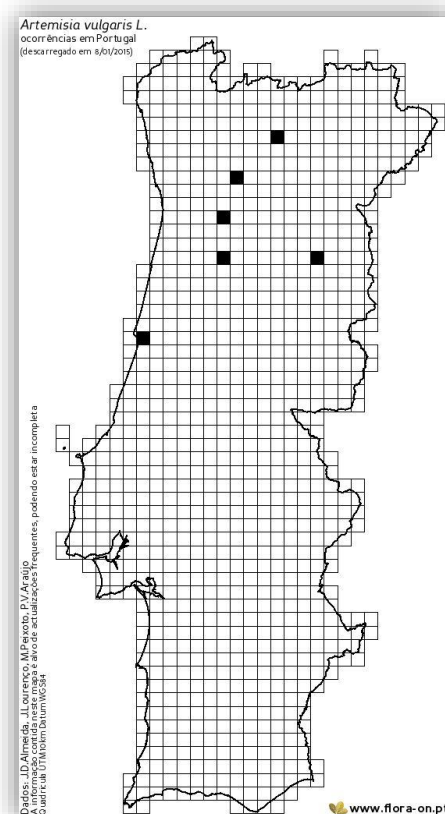 Artemisia vulgaris L.
ocorrências em Portugal
(descarregado em 8/01/2015)
Dados: J.D.Almeida, J.Lourenço, M.Peixoto, P.V.Araújo
A informação contida neste mapa é alvo de actualizações frequentes, podendo estar incompleta
Quadrícula UTM 10km Datum WGS84
www.flora-on.pt